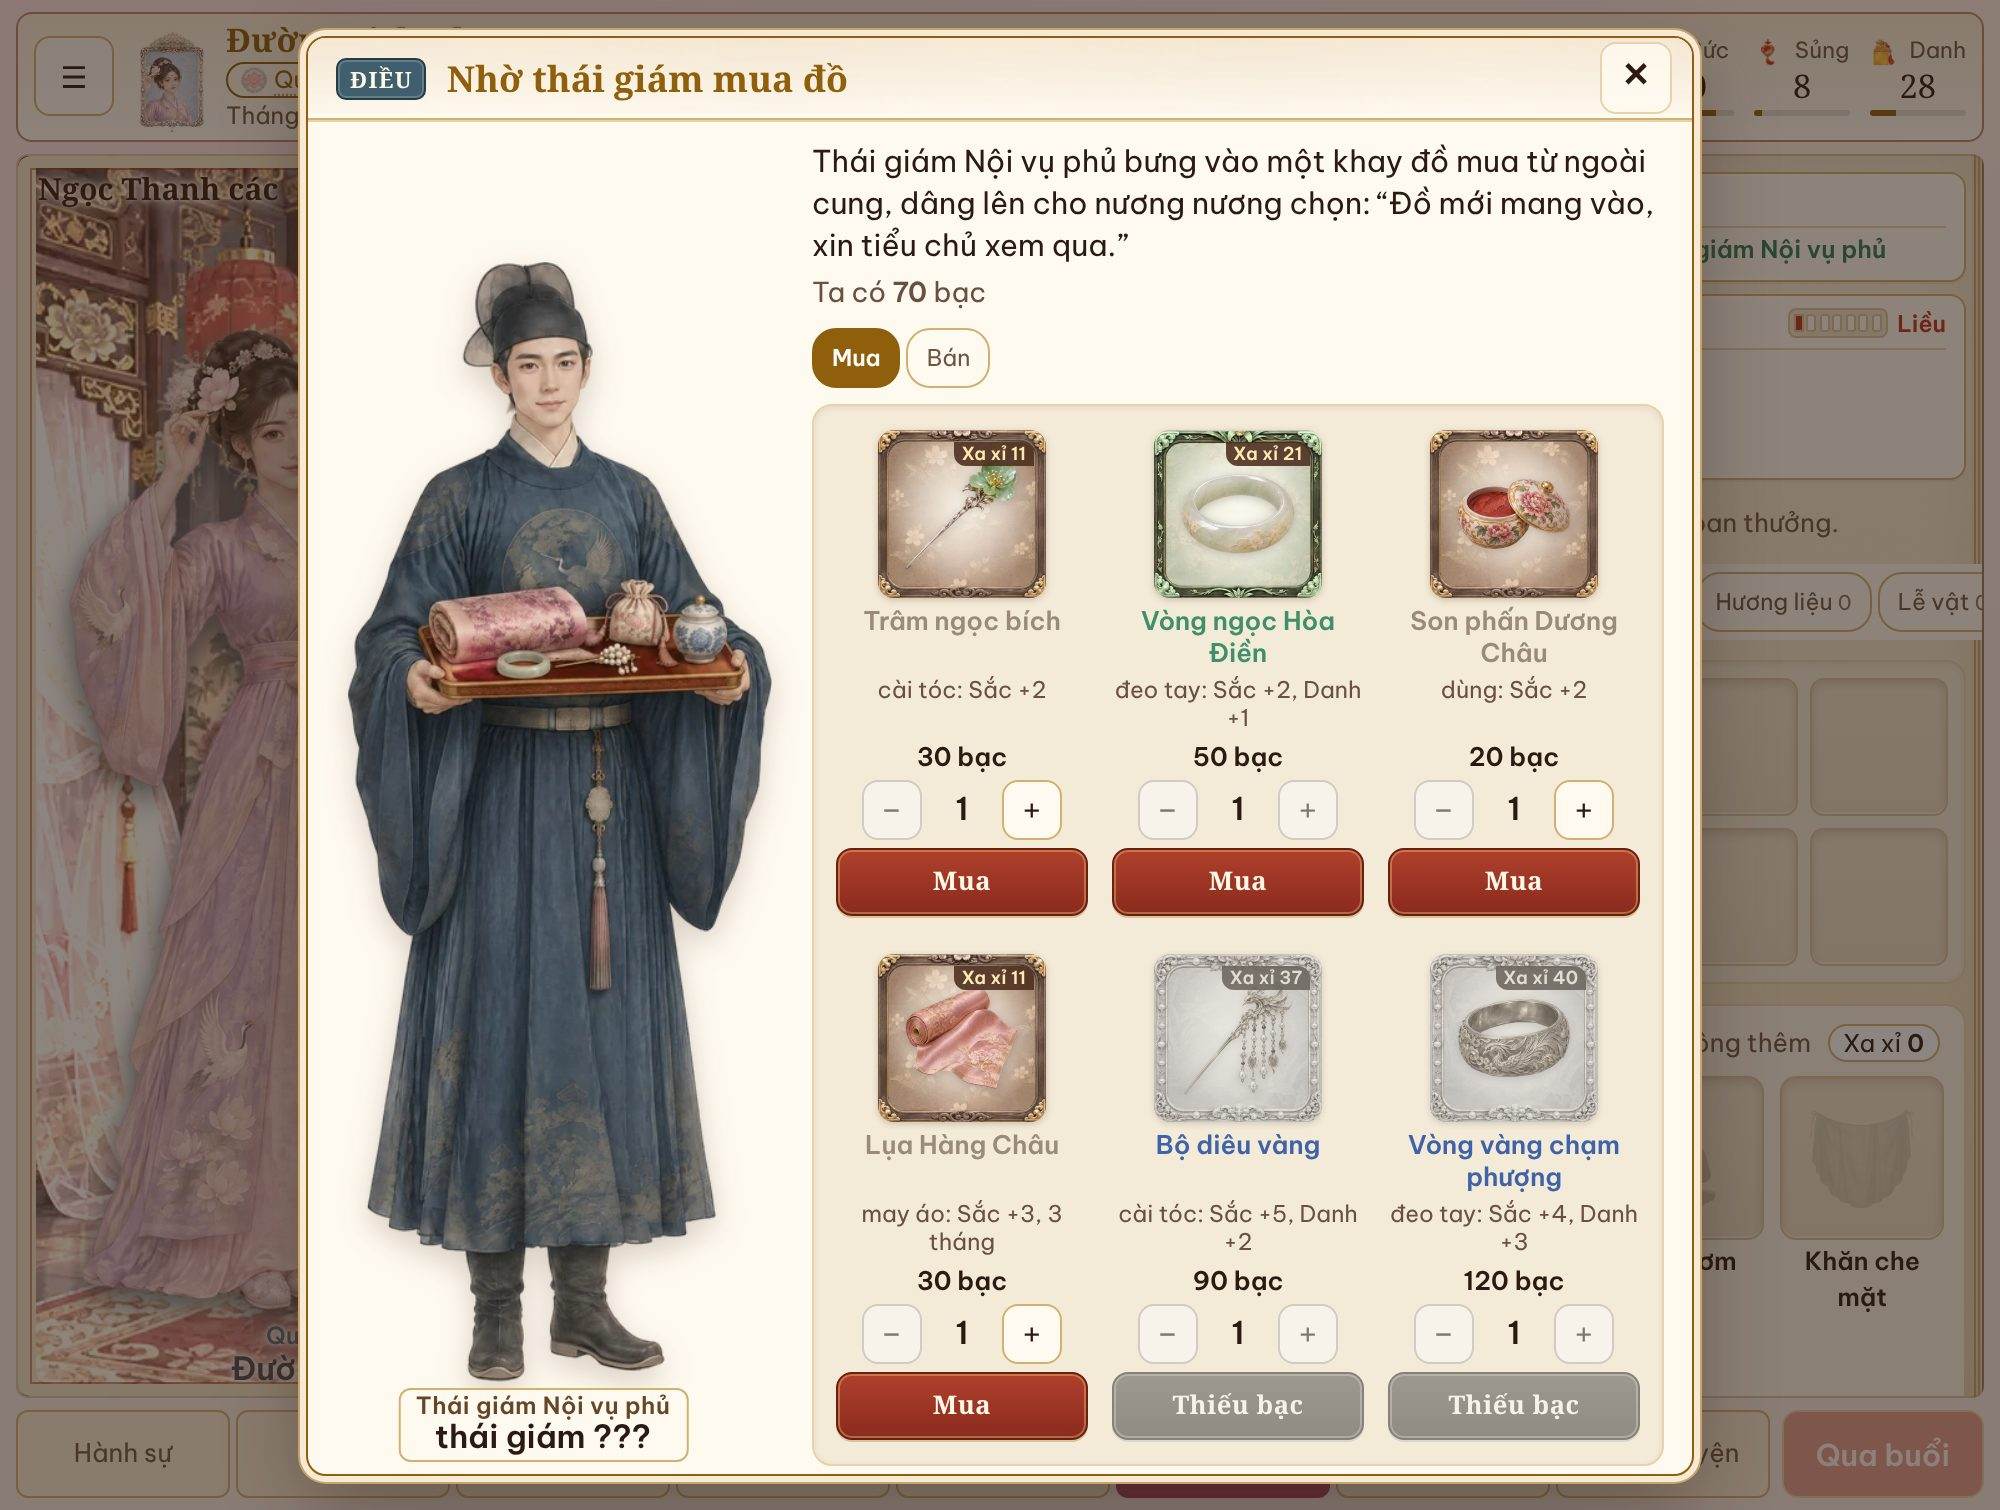 ☰
Tháng
ức
Sủng
8
Danh
28
ĐIỀU
Nhờ thái giám mua đồ
✕
Ngọc Thanh các
Thái giám Nội vụ phủ bưng vào một khay đồ mua từ ngoài
cung, dâng lên cho nương nương chọn: “Đồ mới mang vào,
xin tiểu chủ xem qua.”
Ta có 70 bạc
Mua
Bán
Xa xỉ 11
Trâm ngọc bích
cài tóc: Sắc +2
30 bạc
− 1 +
Mua
Xa xỉ 21
Vòng ngọc Hòa
Điền
đeo tay: Sắc +2, Danh
+1
50 bạc
− 1 +
Mua
Son phấn Dương
Châu
dùng: Sắc +2
20 bạc
− 1 +
Mua
Xa xỉ 11
Lụa Hàng Châu
may áo: Sắc +3, 3
tháng
30 bạc
− 1 +
Mua
Xa xỉ 37
Bộ diêu vàng
cài tóc: Sắc +5, Danh
+2
90 bạc
− 1 +
Thiếu bạc
Xa xỉ 40
Vòng vàng chạm
phượng
đeo tay: Sắc +4, Danh
+3
120 bạc
− 1 +
Thiếu bạc
Thái giám Nội vụ phủ
thái giám ???
giám Nội vụ phủ
Liều
ban thưởng.
Hương liệu 0
Lễ vật
thêm
Xa xỉ 0
Khăn che
mặt
Hành sự
Qua buổi